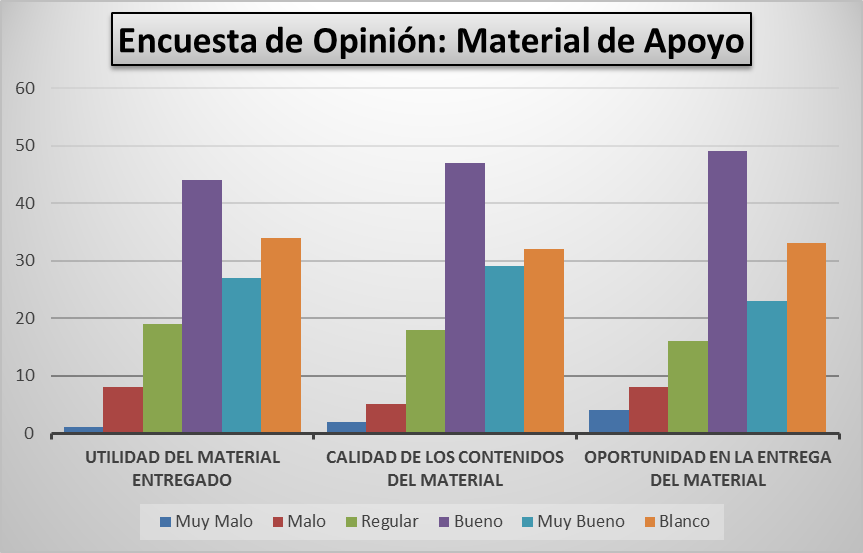 Encuesta de Opinión: Material de Apoyo
60
50
40
30
20
10
0
UTILIDAD DEL MATERIAL
ENTREGADO
CALIDAD DE LOS CONTENIDOS
DEL MATERIAL
OPORTUNIDAD EN LA ENTREGA
DEL MATERIAL
Muy Malo Malo Regular Bueno Muy Bueno Blanco